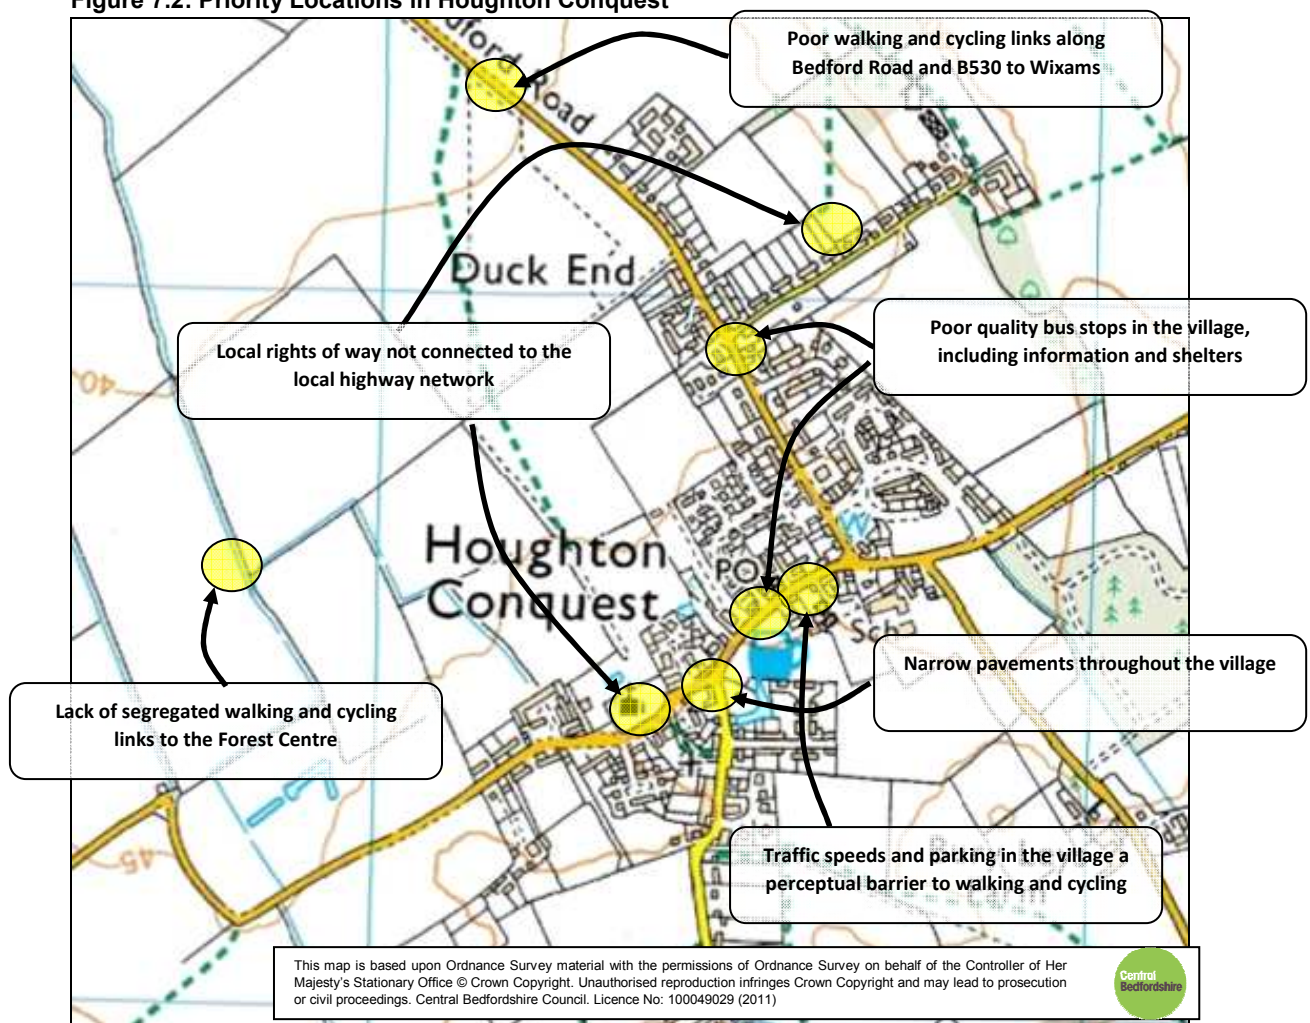 Figure 7.2: Priority Locations in Houghton Conquest
Poor walking and cycling links along
Bedford Road and B530 to Wixams
dford Road
Duck End
Poor quality bus stops in the village,
including information and shelters
Local rights of way not connected to the
local highway network
40
Houghton
Conquest
W
PO
Sch
Narrow pavements throughout the village
Lack of segregated walking and cycling
links to the Forest Centre
45
Traffic speeds and parking in the village a
perceptual barrier to walking and cycling
This map is based upon Ordnance Survey material with the permissions of Ordnance Survey on behalf of the Controller of Her
Majesty's Stationary Office © Crown Copyright. Unauthorised reproduction infringes Crown Copyright and may lead to prosecution
or civil proceedings. Central Bedfordshire Council. Licence No: 100049029 (2011)
Central
Bedfordshire